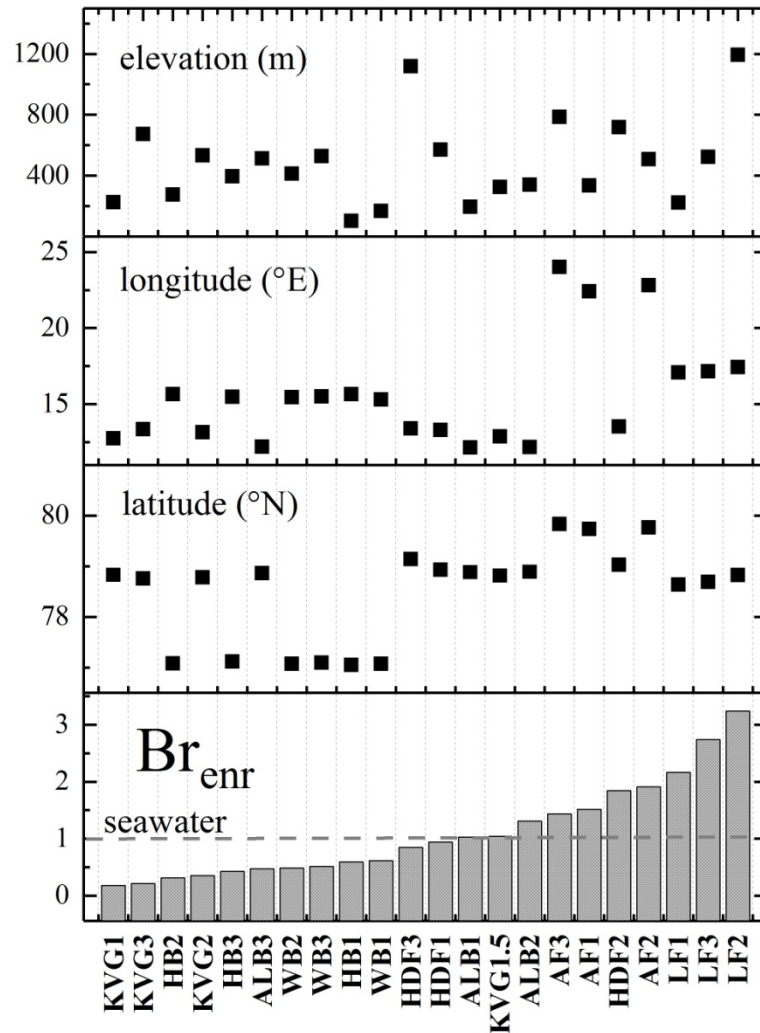 elevation (m)
1200
800
400
longitude (°E)
25
20
15
latitude (°N)
80
78
Br_enr
seawater
3
2
1
0
KVG1
KVG3
HB2
KVG2
HB3
ALB3
WB2
WB3
HB1
WB1
HDF3
HDF1
ALB1
KVG1.5
ALB2
AF3
AF1
HDF2
AF2
LF1
LF3
LF2